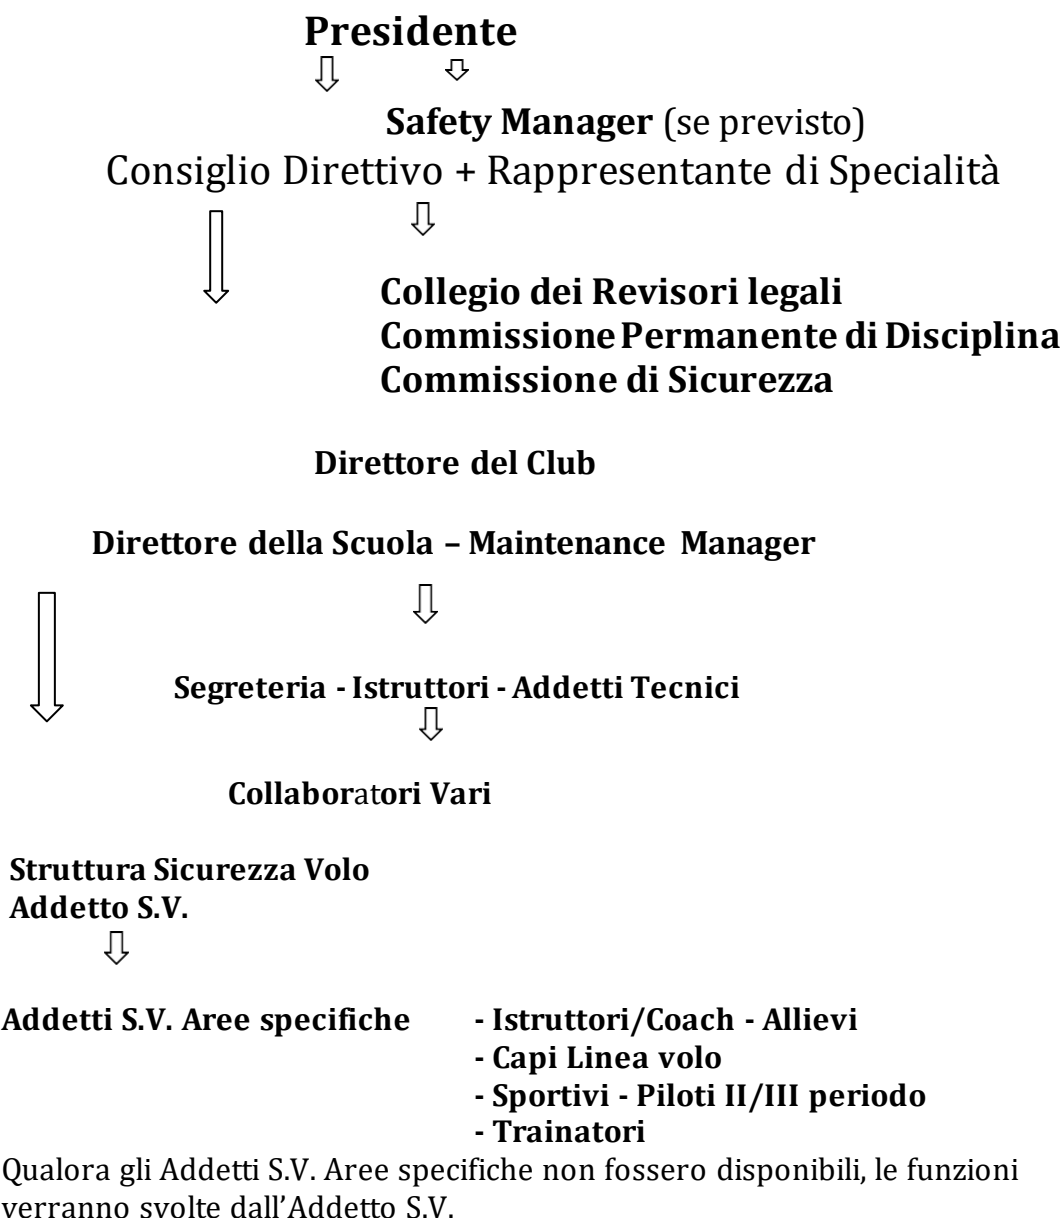 Presidente
Safety Manager (se previsto)
Consiglio Direttivo + Rappresentante di Specialità
Collegio dei Revisori legali
Commissione Permanente di Disciplina
Commissione di Sicurezza
Direttore del Club
Direttore della Scuola – Maintenance Manager
Segreteria - Istruttori - Addetti Tecnici
Collaboratori Vari
Struttura Sicurezza Volo
Addetto S.V.
Addetti S.V. Aree specifiche - Istruttori/Coach - Allievi
- Capi Linea volo
- Sportivi - Piloti II/III periodo
- Trainatori
Qualora gli Addetti S.V. Aree specifiche non fossero disponibili, le funzioni
verranno svolte dall’Addetto S.V.